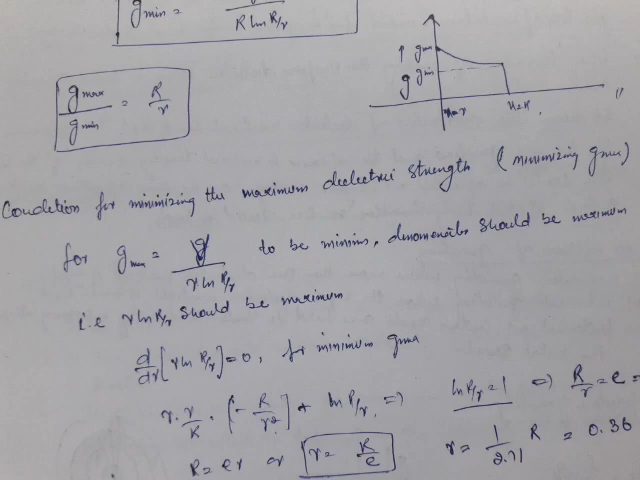 gmin =
R ln R/r
↑ gmax
g gmin
x=r
x=R.
gmax / gmin = R / r
Condition for minimizing the maximum dielectric strength (minimizing gmax)
for gmax = V / r ln R/r to be minimum, denomenator should be maximum
i.e r ln R/r should be maximum
d/dr [r ln R/r] = 0, for minimum gmax
r. r/R . [- R/r²] + ln R/r. => ln R/r = 1 => R/r = e =
R = er or r = R/e r = 1/2.71 R = 0.36